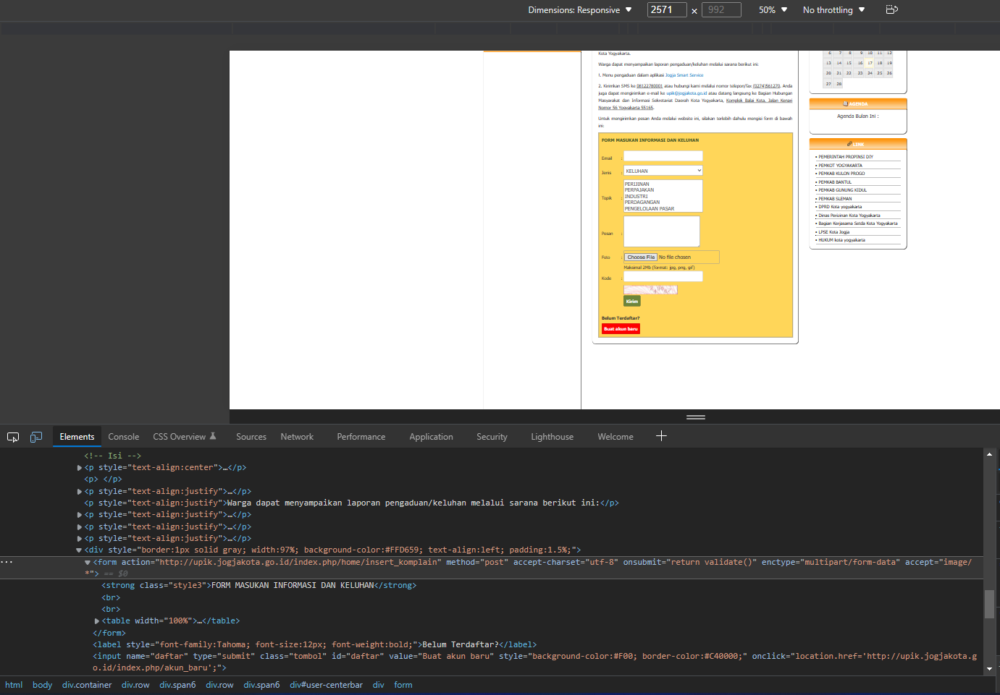 Dimensions: Responsive 2571 × 992 50% No throttling
Kota Yogyakarta.
Warga dapat menyampaikan laporan pengaduan/keluhan melalui sarana berikut ini:
1. Menu pengaduan dalam aplikasi Jogja Smart Service
2. Kirimkan SMS ke 08122780001 atau hubungi kami melalui nomor telepon/fax (0274)561270. Anda
juga dapat mengirimkan e-mail ke upik@jogjakota.go.id atau datang langsung ke Bagian Hubungan
Masyarakat dan Informasi Sekretariat Daerah Kota Yogyakarta, Komplek Balai Kota, Jalan Kenari
Nomor 56 Yogyakarta 55165.
Untuk mengirimkan pesan Anda melalui website ini, silakan terlebih dahulu mengisi form di bawah
ini:
FORM MASUKAN INFORMASI DAN KELUHAN
Email :
Jenis : KELUHAN
Topik :
PERIJINAN
PERPAJAKAN
INDUSTRI
PERDAGANGAN
PENGELOLAAN PASAR
Pesan :
Foto : Choose File No file chosen
Maksimal 2Mb (format: jpg, png, gif)
Kode :
Kirim
Belum Terdaftar?
Buat akun baru
6 7 8 9 10 11 12
13 14 15 16 17 18 19
20 21 22 23 24 25 26
27 28
AGENDA
Agenda Bulan Ini :
LINK
• PEMERINTAH PROPINSI DIY
• PEMKOT YOGYAKARTA
• PEMKAB KULON PROGO
• PEMKAB BANTUL
• PEMKAB GUNUNG KIDUL
• PEMKAB SLEMAN
• DPRD Kota yogyakarta
• Dinas Perizinan Kota Yogyakarta
• Bagian Kerjasama Setda Kota Yogyakarta
• LPSE Kota Jogja
• HUKUM kota yogyakarta
Elements Console CSS Overview Sources Network Performance Application Security Lighthouse Welcome
<!-- Isi -->
<p style="text-align:center">…</p>
<p> </p>
<p style="text-align:justify">…</p>
<p style="text-align:justify">Warga dapat menyampaikan laporan pengaduan/keluhan melalui sarana berikut ini:</p>
<p style="text-align:justify">…</p>
<p style="text-align:justify">…</p>
<p style="text-align:justify">…</p>
<div style="border:1px solid gray; width:97%; background-color:#FFD659; text-align:left; padding:1.5%;">
<form action="http://upik.jogjakota.go.id/index.php/home/insert_komplain" method="post" accept-charset="utf-8" onsubmit="return validate()" enctype="multipart/form-data" accept="image/
*"> == $0
<strong class="style3">FORM MASUKAN INFORMASI DAN KELUHAN</strong>
<br>
<br>
<table width="100%">…</table>
</form>
<label style="font-family:Tahoma; font-size:12px; font-weight:bold;">Belum Terdaftar?</label>
<input name="daftar" type="submit" class="tombol" id="daftar" value="Buat akun baru" style="background-color:#F00; border-color:#C40000;" onclick="location.href='http://upik.jogjakota.g
o.id/index.php/akun_baru';">
html body div.container div.row div.span6 div.row div.span6 div#user-centerbar div form